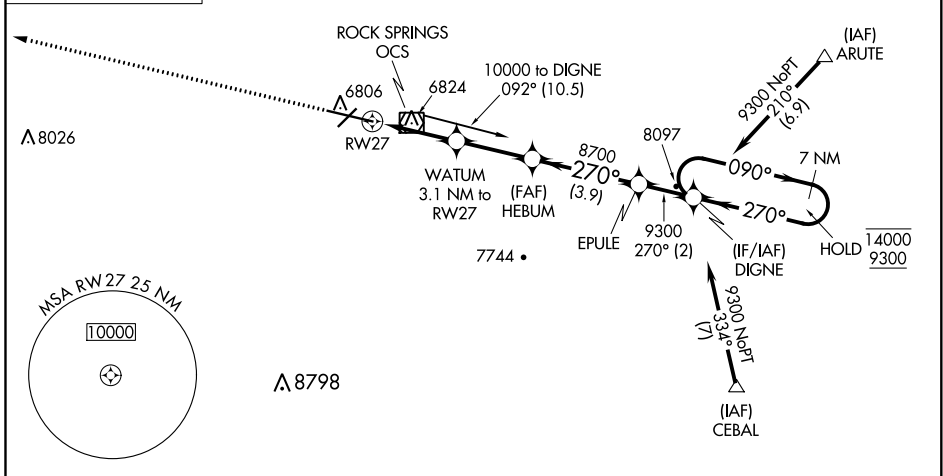 ROCK SPRINGS
OCS
6806
6824
10000 to DIGNE
092° (10.5)
(IAF)
ARUTE
9300 NoPT
210°
(6.9)
8026
RW27
WATUM
3.1 NM to
RW27
(FAF)
HEBUM
8700
270°
(3.9)
8097
090°
7 NM
270°
EPULE
9300
270° (2)
(IF/IAF)
DIGNE
HOLD
14000
9300
7744
9300 NoPT
334°
(7)
(IAF)
CEBAL
MSA RW27 25 NM
10000
8798